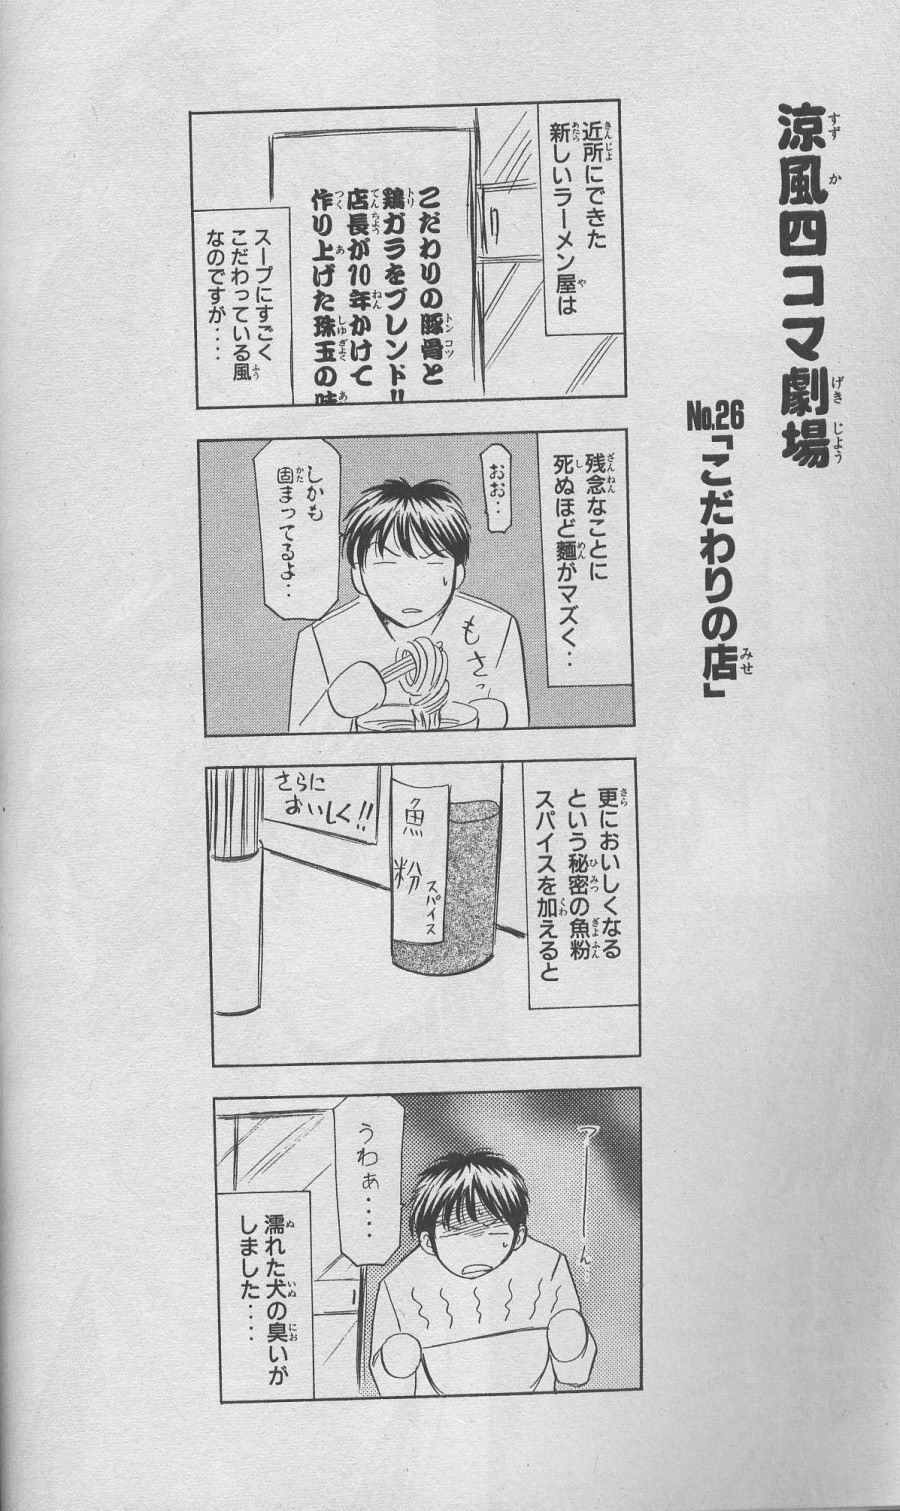 涼風四コマ劇場
No.26「こだわりの店」
近所にできた
新しいラーメン屋は
こだわりの豚骨と
鶏ガラをブレンド!!
店長が10年かけて
作り上げた珠玉の味
スープにすごく
こだわっている風
なのですが‥‥
残念なことに
死ぬほど麺がマズく‥
おお‥
しかも
固まってるよ‥
もさっ
更においしくなる
という秘密の魚粉
スパイスを加えると
魚粉
スパイス
さらに
おいしく!!
アーーん
うわぁ‥‥
濡れた犬の臭いが
しました‥‥